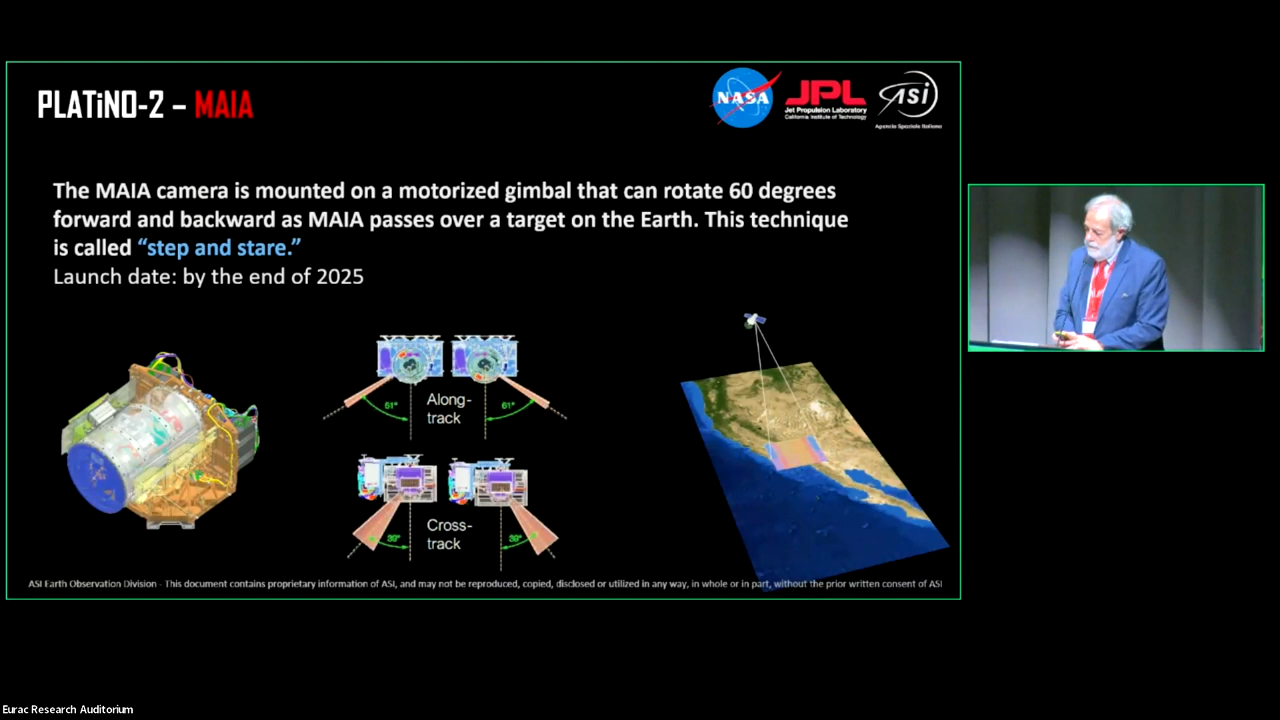 PLATiNO-2 – MAIA
NASA
JPL
Jet Propulsion Laboratory
California Institute of Technology
asi
Agenzia Spaziale Italiana
The MAIA camera is mounted on a motorized gimbal that can rotate 60 degrees
forward and backward as MAIA passes over a target on the Earth. This technique
is called “step and stare.”
Launch date: by the end of 2025
61°
Along-
track
61°
39°
Cross-
track
39°
ASI Earth Observation Division - This document contains proprietary information of ASI, and may not be reproduced, copied, disclosed or utilized in any way, in whole or in part, without the prior written consent of ASI
Eurac Research Auditorium